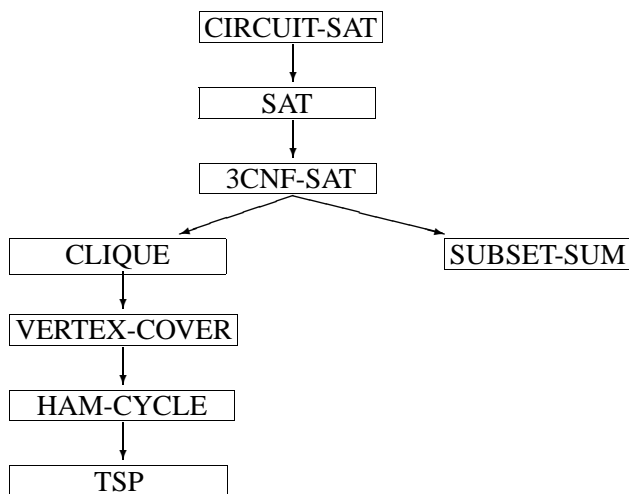 CIRCUIT-SAT
SAT
3CNF-SAT
CLIQUE
SUBSET-SUM
VERTEX-COVER
HAM-CYCLE
TSP